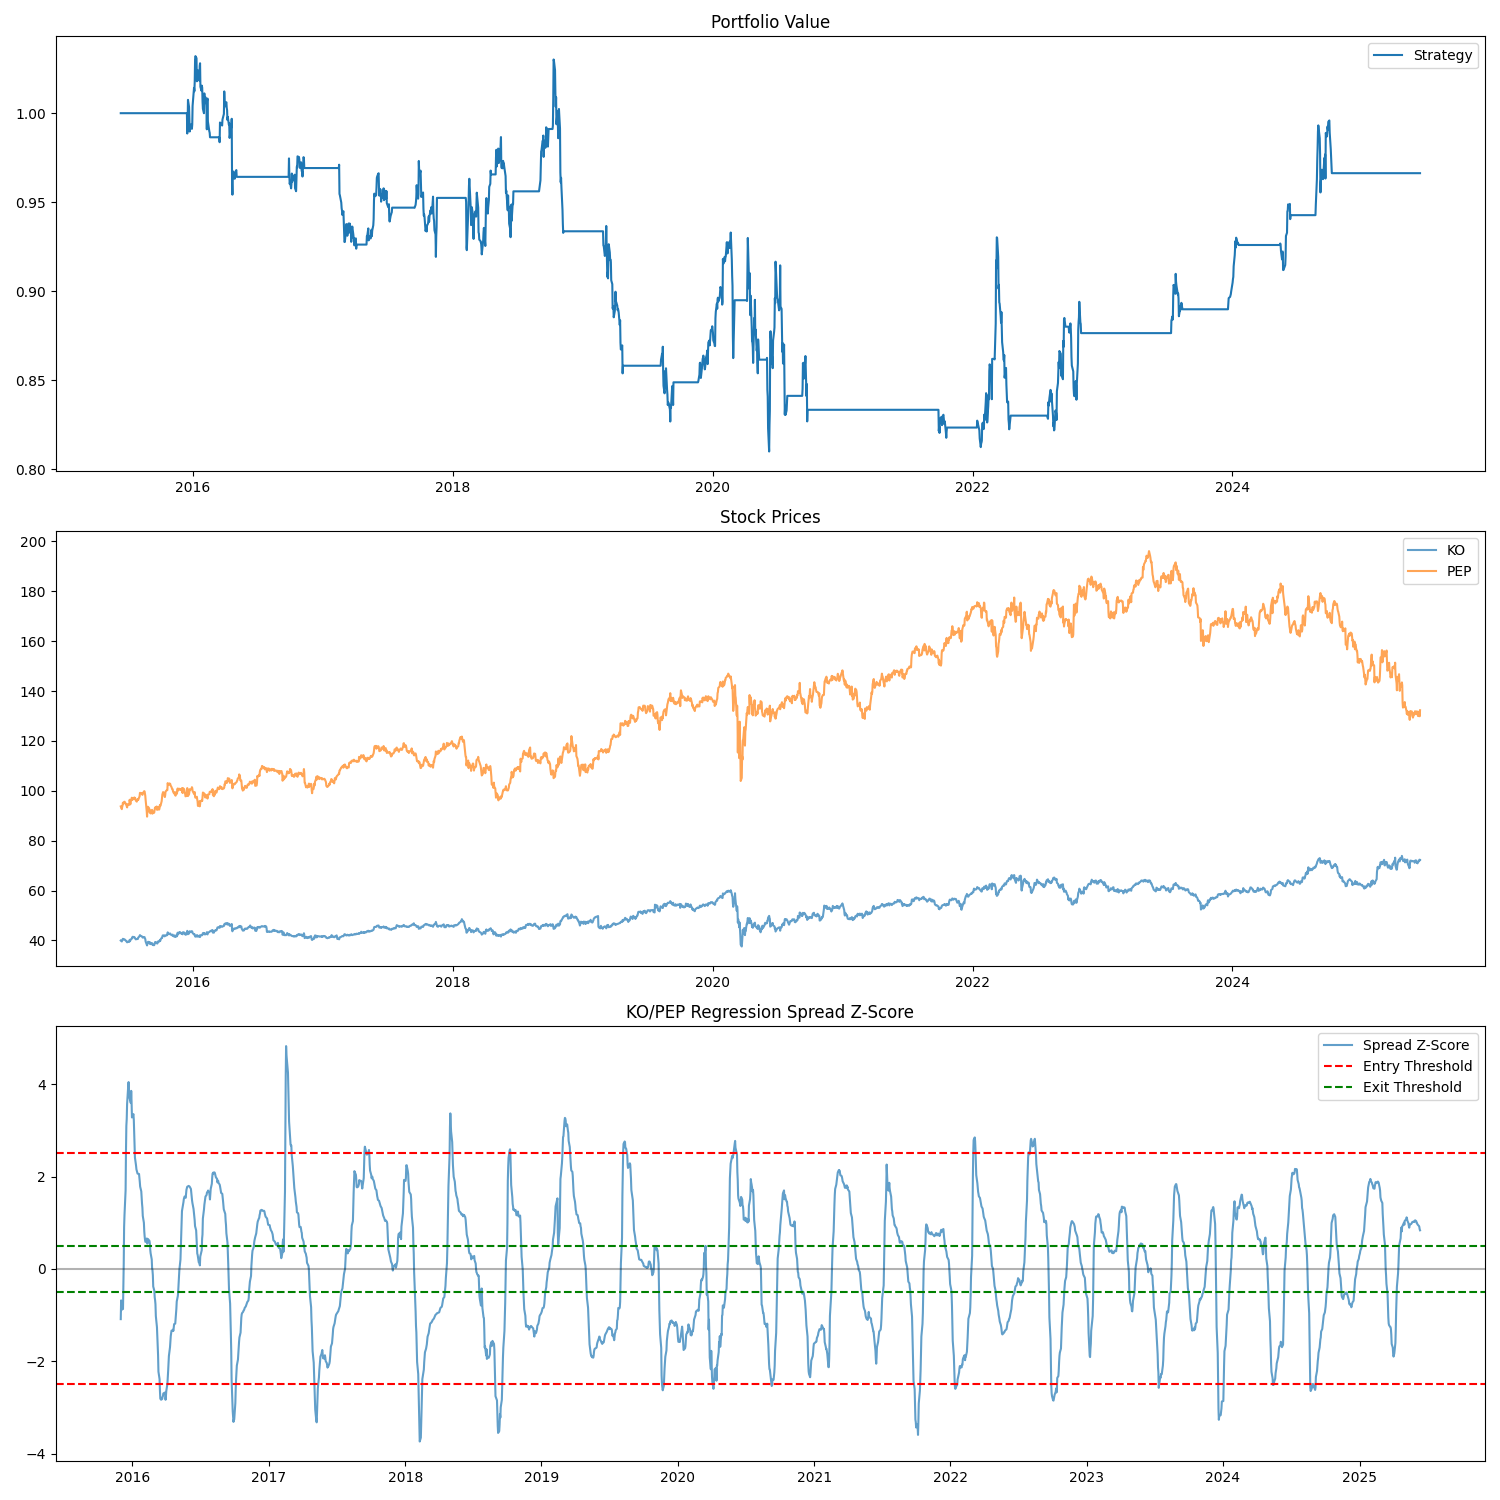 Portfolio Value
Strategy
1.00
0.95
0.90
0.85
0.80
2016 2018 2020 2022 2024
Stock Prices
KO
PEP
200
180
160
140
120
100
80
60
40
2016 2018 2020 2022 2024
KO/PEP Regression Spread Z-Score
Spread Z-Score
Entry Threshold
Exit Threshold
4
2
0
−2
−4
2016 2017 2018 2019 2020 2021 2022 2023 2024 2025